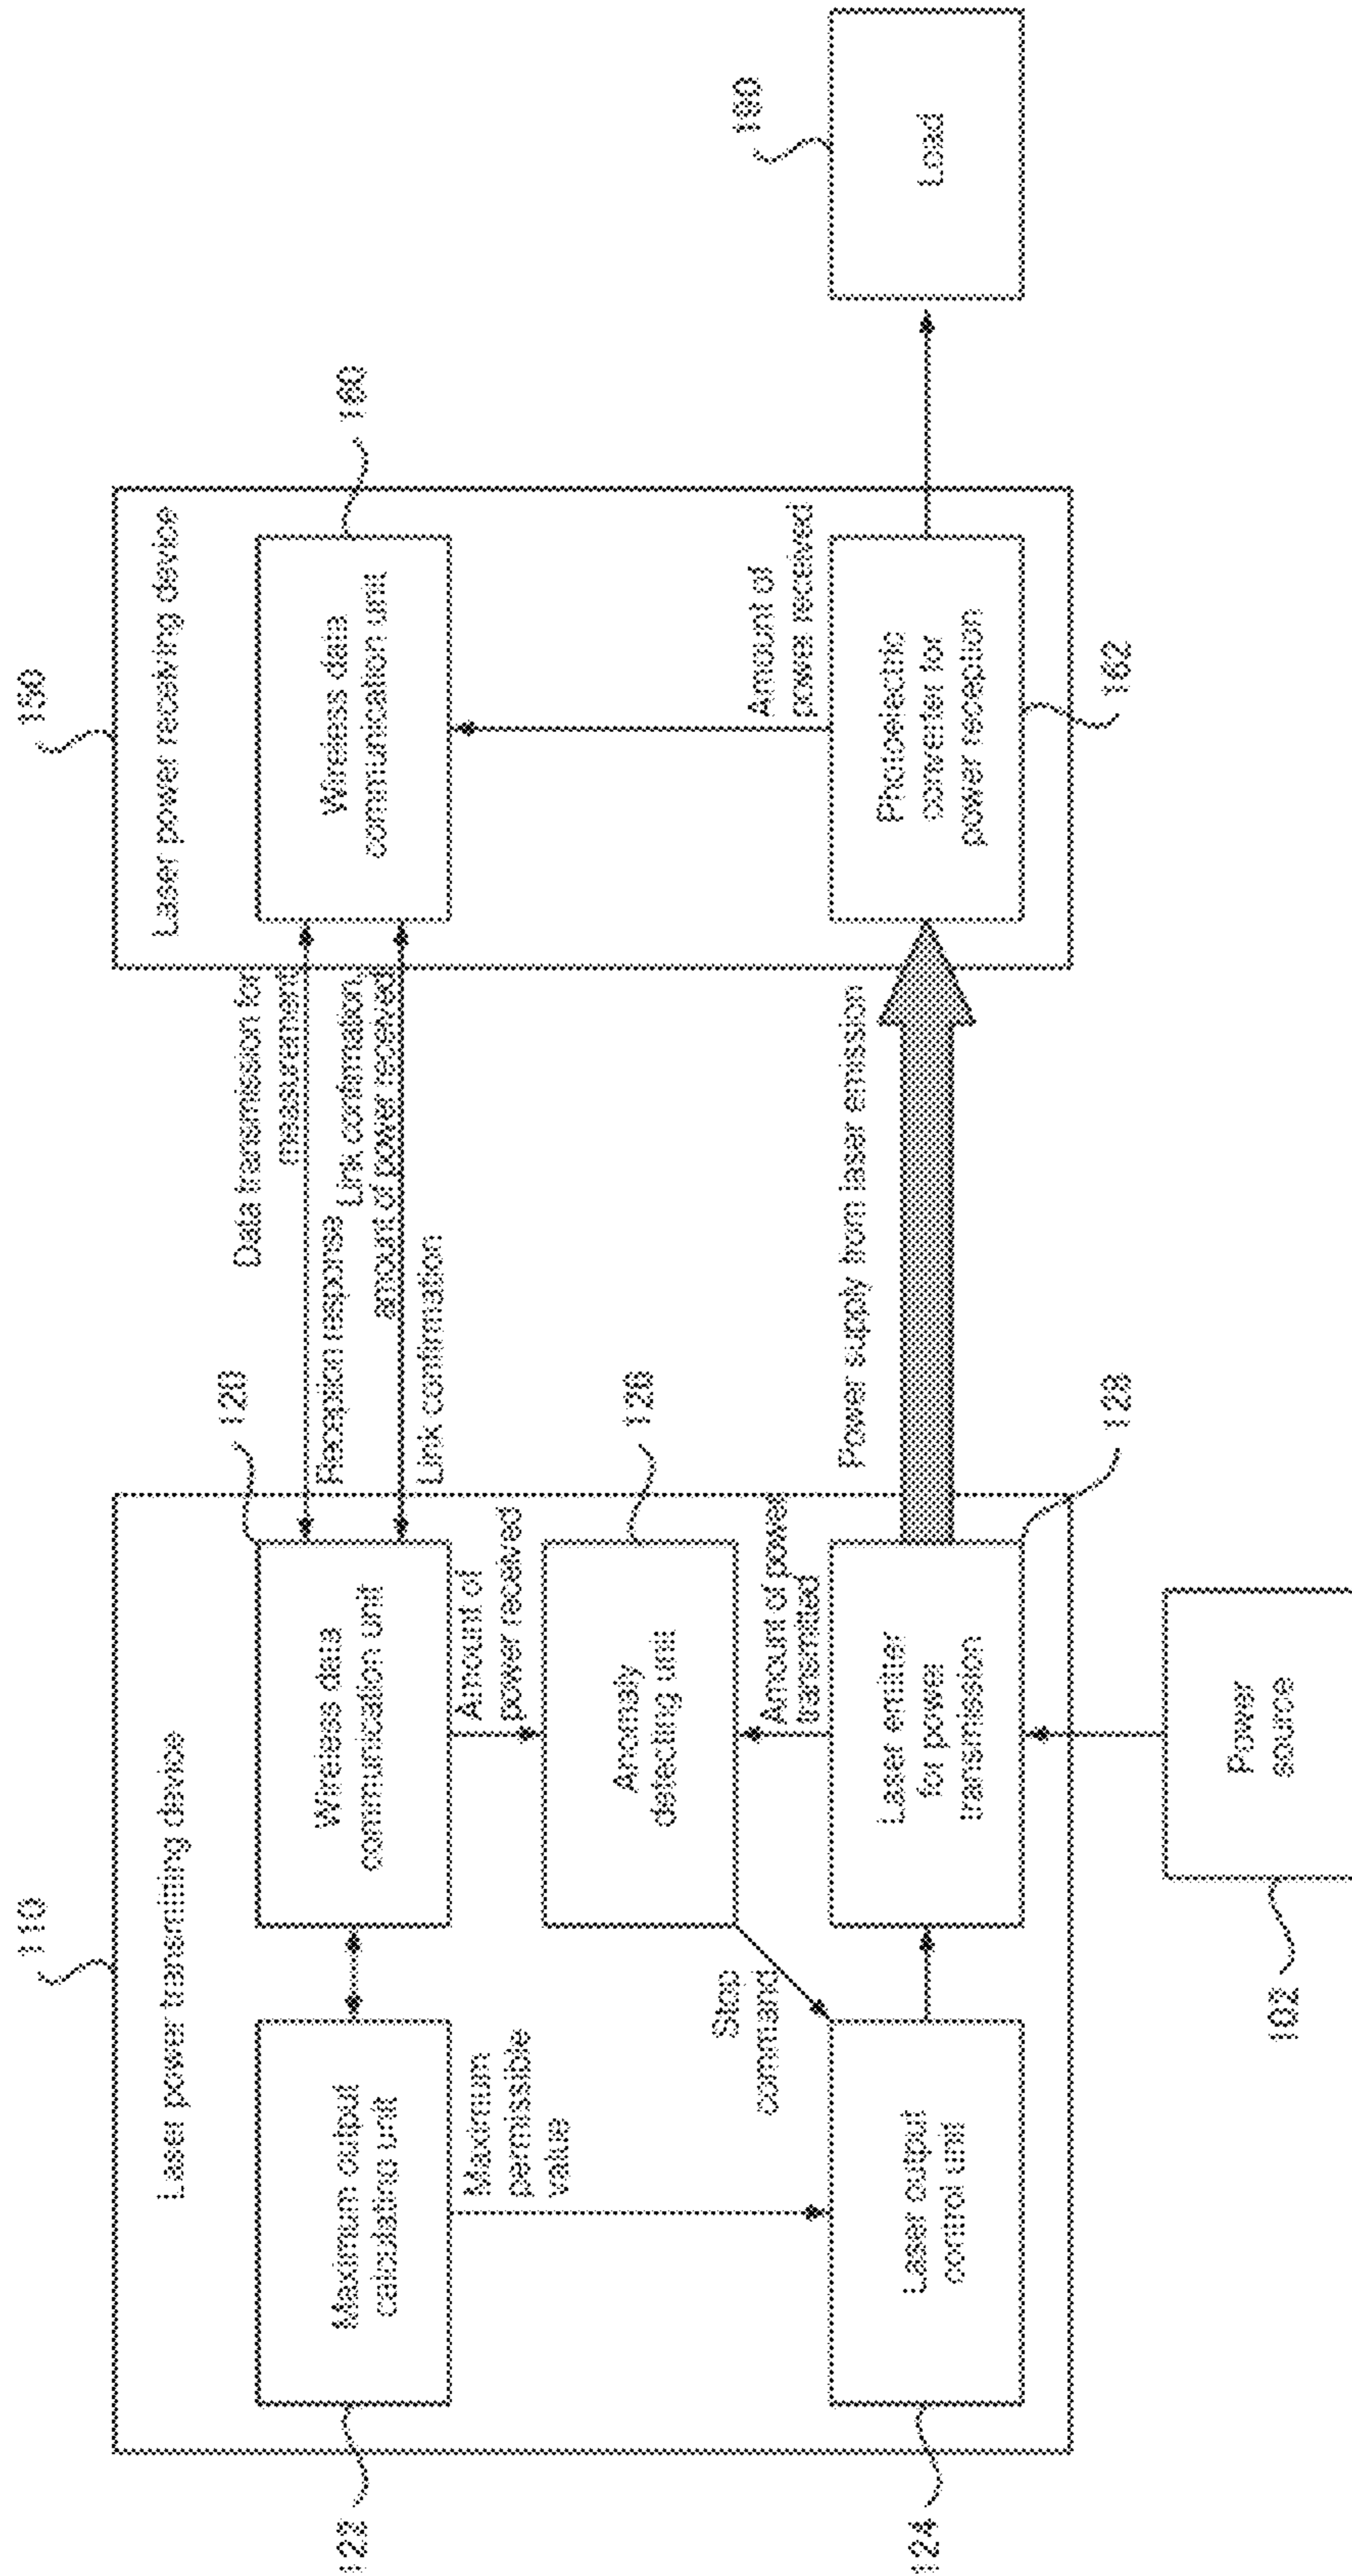 110
Laser power transmitting device
122
Maximum output
calculating unit
Wireless data
communication unit
120
Maximum
permissible
value
Amount of
power received
Anomaly
detecting unit
126
Stop
command
Amount of power
transmitted
124
Laser output
control unit
Laser emitter
for power
transmission
128
102
Power
source
Data transmission for
measurement
Reception response
Link confirmation,
amount of power received
Link confirmation
Power supply from laser emission
150
Laser power receiving device
Wireless data
communication unit
160
Amount of
power received
Photoelectric
converter for
power reception
162
Load